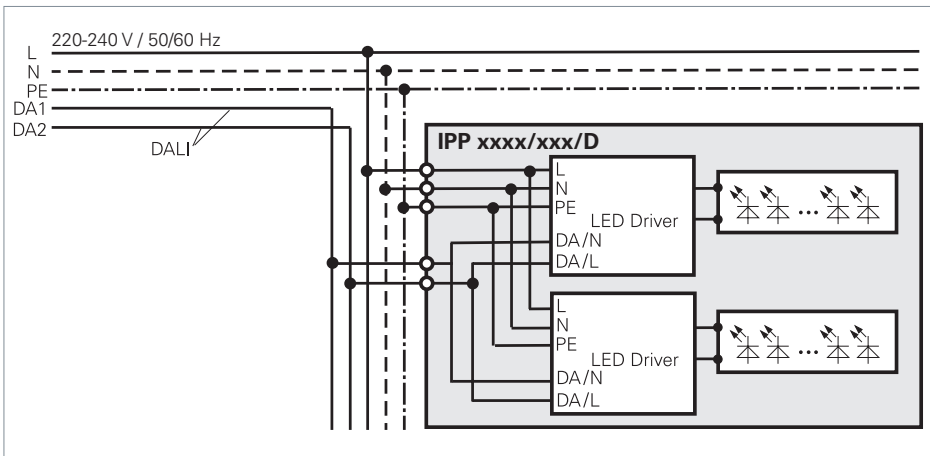 220-240 V / 50/60 Hz
L
N
PE
DA1
DA2
DALI
IPP xxxx/xxx/D
L
N
PE
LED Driver
DA/N
DA/L
L
N
PE
LED Driver
DA/N
DA/L